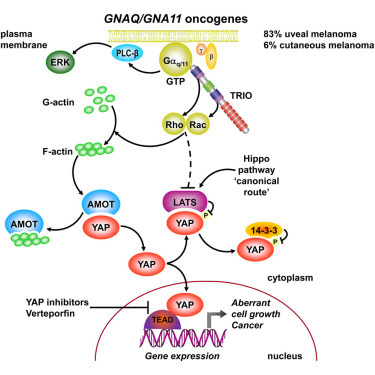 GNAQ/GNA11 oncogenes
plasma
membrane
83% uveal melanoma
6% cutaneous melanoma
γ
β
PLC-β
Gαq/11
ERK
GTP
TRIO
G-actin
Rho
Rac
F-actin
Hippo
pathway
‘canonical
route’
AMOT
YAP
LATS
YAP
P
AMOT
14-3-3
YAP
P
YAP
cytoplasm
YAP inhibitors
Verteporfin
YAP
TEAD
Aberrant
cell growth
Cancer
Gene expression
nucleus